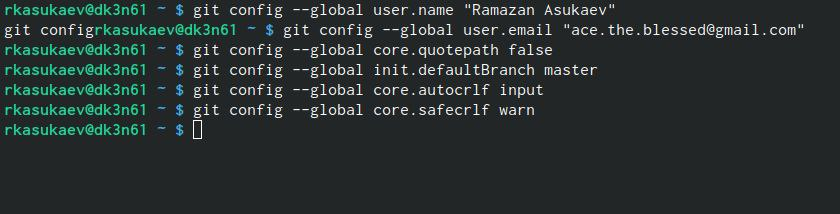 rkasukaev@dk3n61 ~ $ git config --global user.name "Ramazan Asukaev"
git configrkasukaev@dk3n61 ~ $ git config --global user.email "ace.the.blessed@gmail.com"
rkasukaev@dk3n61 ~ $ git config --global core.quotepath false
rkasukaev@dk3n61 ~ $ git config --global init.defaultBranch master
rkasukaev@dk3n61 ~ $ git config --global core.autocrlf input
rkasukaev@dk3n61 ~ $ git config --global core.safecrlf warn
rkasukaev@dk3n61 ~ $